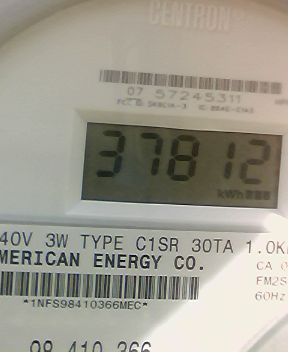 CENTRON
07 57245311
37812
kWh
40V 3W TYPE C1SR 30TA 1.0K
MERICAN ENERGY CO.
CA 0
FM2S
60Hz
*1NFS98410366MEC*
98 410 366